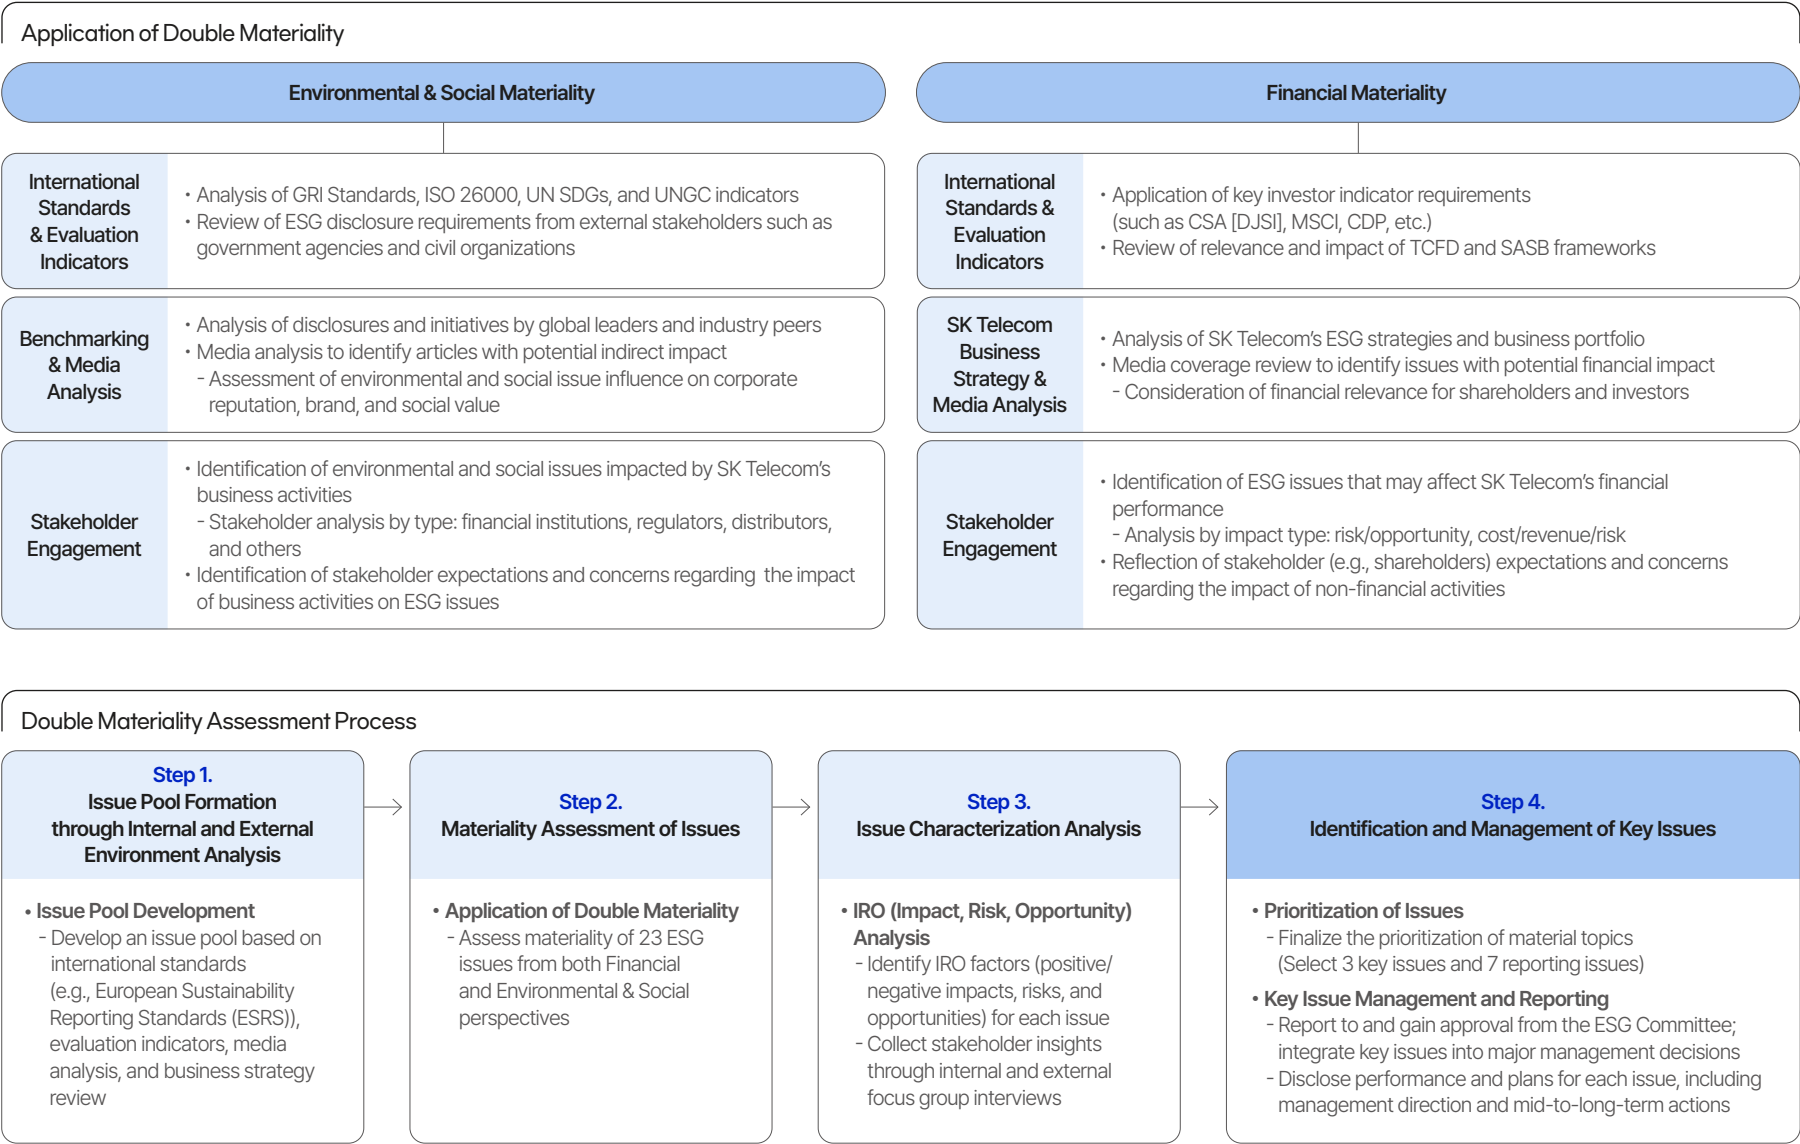 Application of Double Materiality
Environmental & Social Materiality
International
Standards
& Evaluation
Indicators
• Analysis of GRI Standards, ISO 26000, UN SDGs, and UNGC indicators
• Review of ESG disclosure requirements from external stakeholders such as
government agencies and civil organizations
Benchmarking
& Media
Analysis
• Analysis of disclosures and initiatives by global leaders and industry peers
• Media analysis to identify articles with potential indirect impact
- Assessment of environmental and social issue influence on corporate
reputation, brand, and social value
Stakeholder
Engagement
• Identification of environmental and social issues impacted by SK Telecom's
business activities
- Stakeholder analysis by type: financial institutions, regulators, distributors,
and others
• Identification of stakeholder expectations and concerns regarding the impact
of business activities on ESG issues
Financial Materiality
International
Standards &
Evaluation
Indicators
• Application of key investor indicator requirements
(such as CSA [DJSI], MSCI, CDP, etc.)
• Review of relevance and impact of TCFD and SASB frameworks
SK Telecom
Business
Strategy &
Media Analysis
• Analysis of SK Telecom's ESG strategies and business portfolio
• Media coverage review to identify issues with potential financial impact
- Consideration of financial relevance for shareholders and investors
Stakeholder
Engagement
• Identification of ESG issues that may affect SK Telecom's financial
performance
- Analysis by impact type: risk/opportunity, cost/revenue/risk
• Reflection of stakeholder (e.g., shareholders) expectations and concerns
regarding the impact of non-financial activities
Double Materiality Assessment Process
Step 1.
Issue Pool Formation
through Internal and External
Environment Analysis
• Issue Pool Development
- Develop an issue pool based on
international standards
(e.g., European Sustainability
Reporting Standards (ESRS)),
evaluation indicators, media
analysis, and business strategy
review
Step 2.
Materiality Assessment of Issues
• Application of Double Materiality
- Assess materiality of 23 ESG
issues from both Financial
and Environmental & Social
perspectives
Step 3.
Issue Characterization Analysis
• IRO (Impact, Risk, Opportunity)
Analysis
- Identify IRO factors (positive/
negative impacts, risks, and
opportunities) for each issue
- Collect stakeholder insights
through internal and external
focus group interviews
Step 4.
Identification and Management of Key Issues
• Prioritization of Issues
- Finalize the prioritization of material topics
(Select 3 key issues and 7 reporting issues)
• Key Issue Management and Reporting
- Report to and gain approval from the ESG Committee;
integrate key issues into major management decisions
- Disclose performance and plans for each issue, including
management direction and mid-to-long-term actions